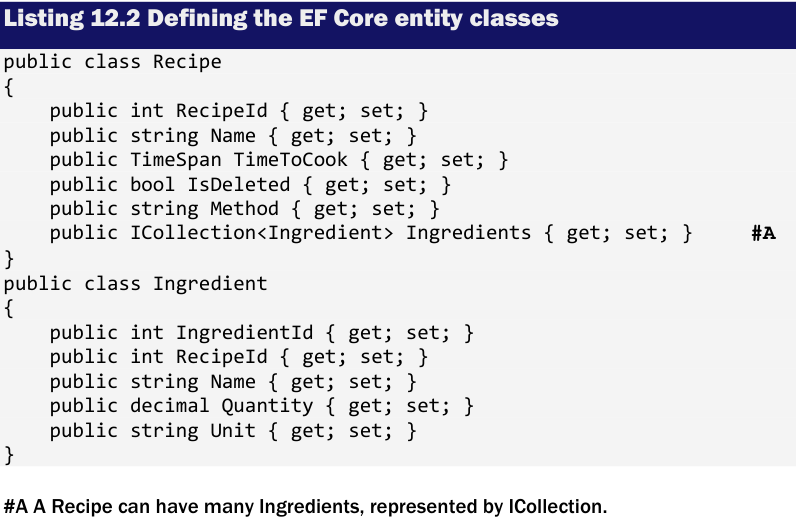 Listing 12.2 Defining the EF Core entity classes
public class Recipe
{
    public int RecipeId { get; set; }
    public string Name { get; set; }
    public TimeSpan TimeToCook { get; set; }
    public bool IsDeleted { get; set; }
    public string Method { get; set; }
    public ICollection<Ingredient> Ingredients { get; set; }     #A
}
public class Ingredient
{
    public int IngredientId { get; set; }
    public int RecipeId { get; set; }
    public string Name { get; set; }
    public decimal Quantity { get; set; }
    public string Unit { get; set; }
}
#A A Recipe can have many Ingredients, represented by ICollection.